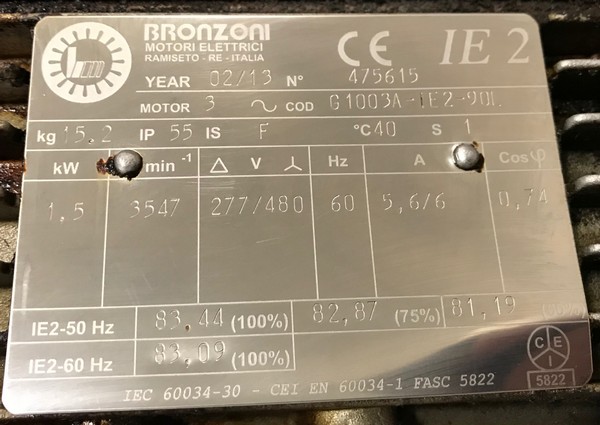 BRONZONI
MOTORI ELETTRICI
RAMISETO - RE - ITALIA
CE IE 2
YEAR 02/13 N° 475615
MOTOR 3 ~ COD G1003A-IE2-90L
kg 15.2 IP 55 IS F °C 40 S 1
kW min⁻¹ △ V Hz A Cosφ
1,5 3547 277/480 60 5,6/6 0,74
IE2-50 Hz 83.44 (100%) 82,87 (75%) 81,19
IE2-60 Hz 83,09 (100%)
C E I
5822
IEC 60034-30 - CEI EN 60034-1 FASC 5822